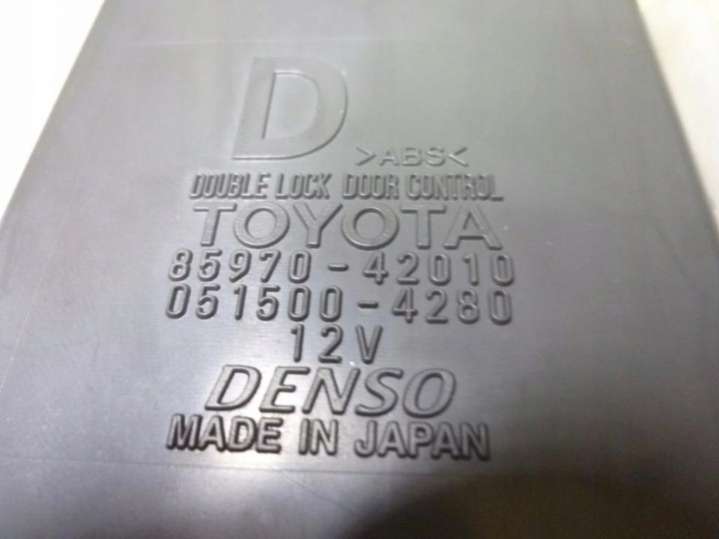 D
>ABS<
DOUBLE LOCK DOOR CONTROL
TOYOTA
85970-42010
051500-4280
12V
DENSO
MADE IN JAPAN